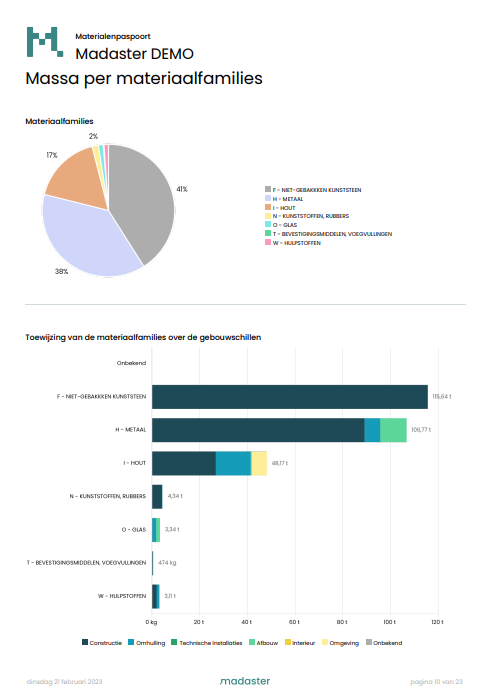 Materialenpaspoort
Madaster DEMO
Massa per materiaalfamilies
Materiaalfamilies
2%
17%
41%
38%
F - NIET-GEBAKKKEN KUNSTSTEEN
H - METAAL
I - HOUT
N - KUNSTSTOFFEN, RUBBERS
O - GLAS
T - BEVESTIGINGSMIDDELEN, VOEGVULLINGEN
W - HULPSTOFFEN
Toewijzing van de materiaalfamilies over de gebouwschillen
Onbekend
F - NIET-GEBAKKKEN KUNSTSTEEN 115,64 t
H - METAAL 106,77 t
I - HOUT 48,17 t
N - KUNSTSTOFFEN, RUBBERS 4,34 t
O - GLAS 3,34 t
T - BEVESTIGINGSMIDDELEN, VOEGVULLINGEN 474 kg
W - HULPSTOFFEN 3,11 t
0 kg 20 t 40 t 60 t 80 t 100 t 120 t
Constructie Omhulling Technische installaties Afbouw Interieur Omgeving Onbekend
dinsdag 21 februari 2023 madaster pagina 10 van 23